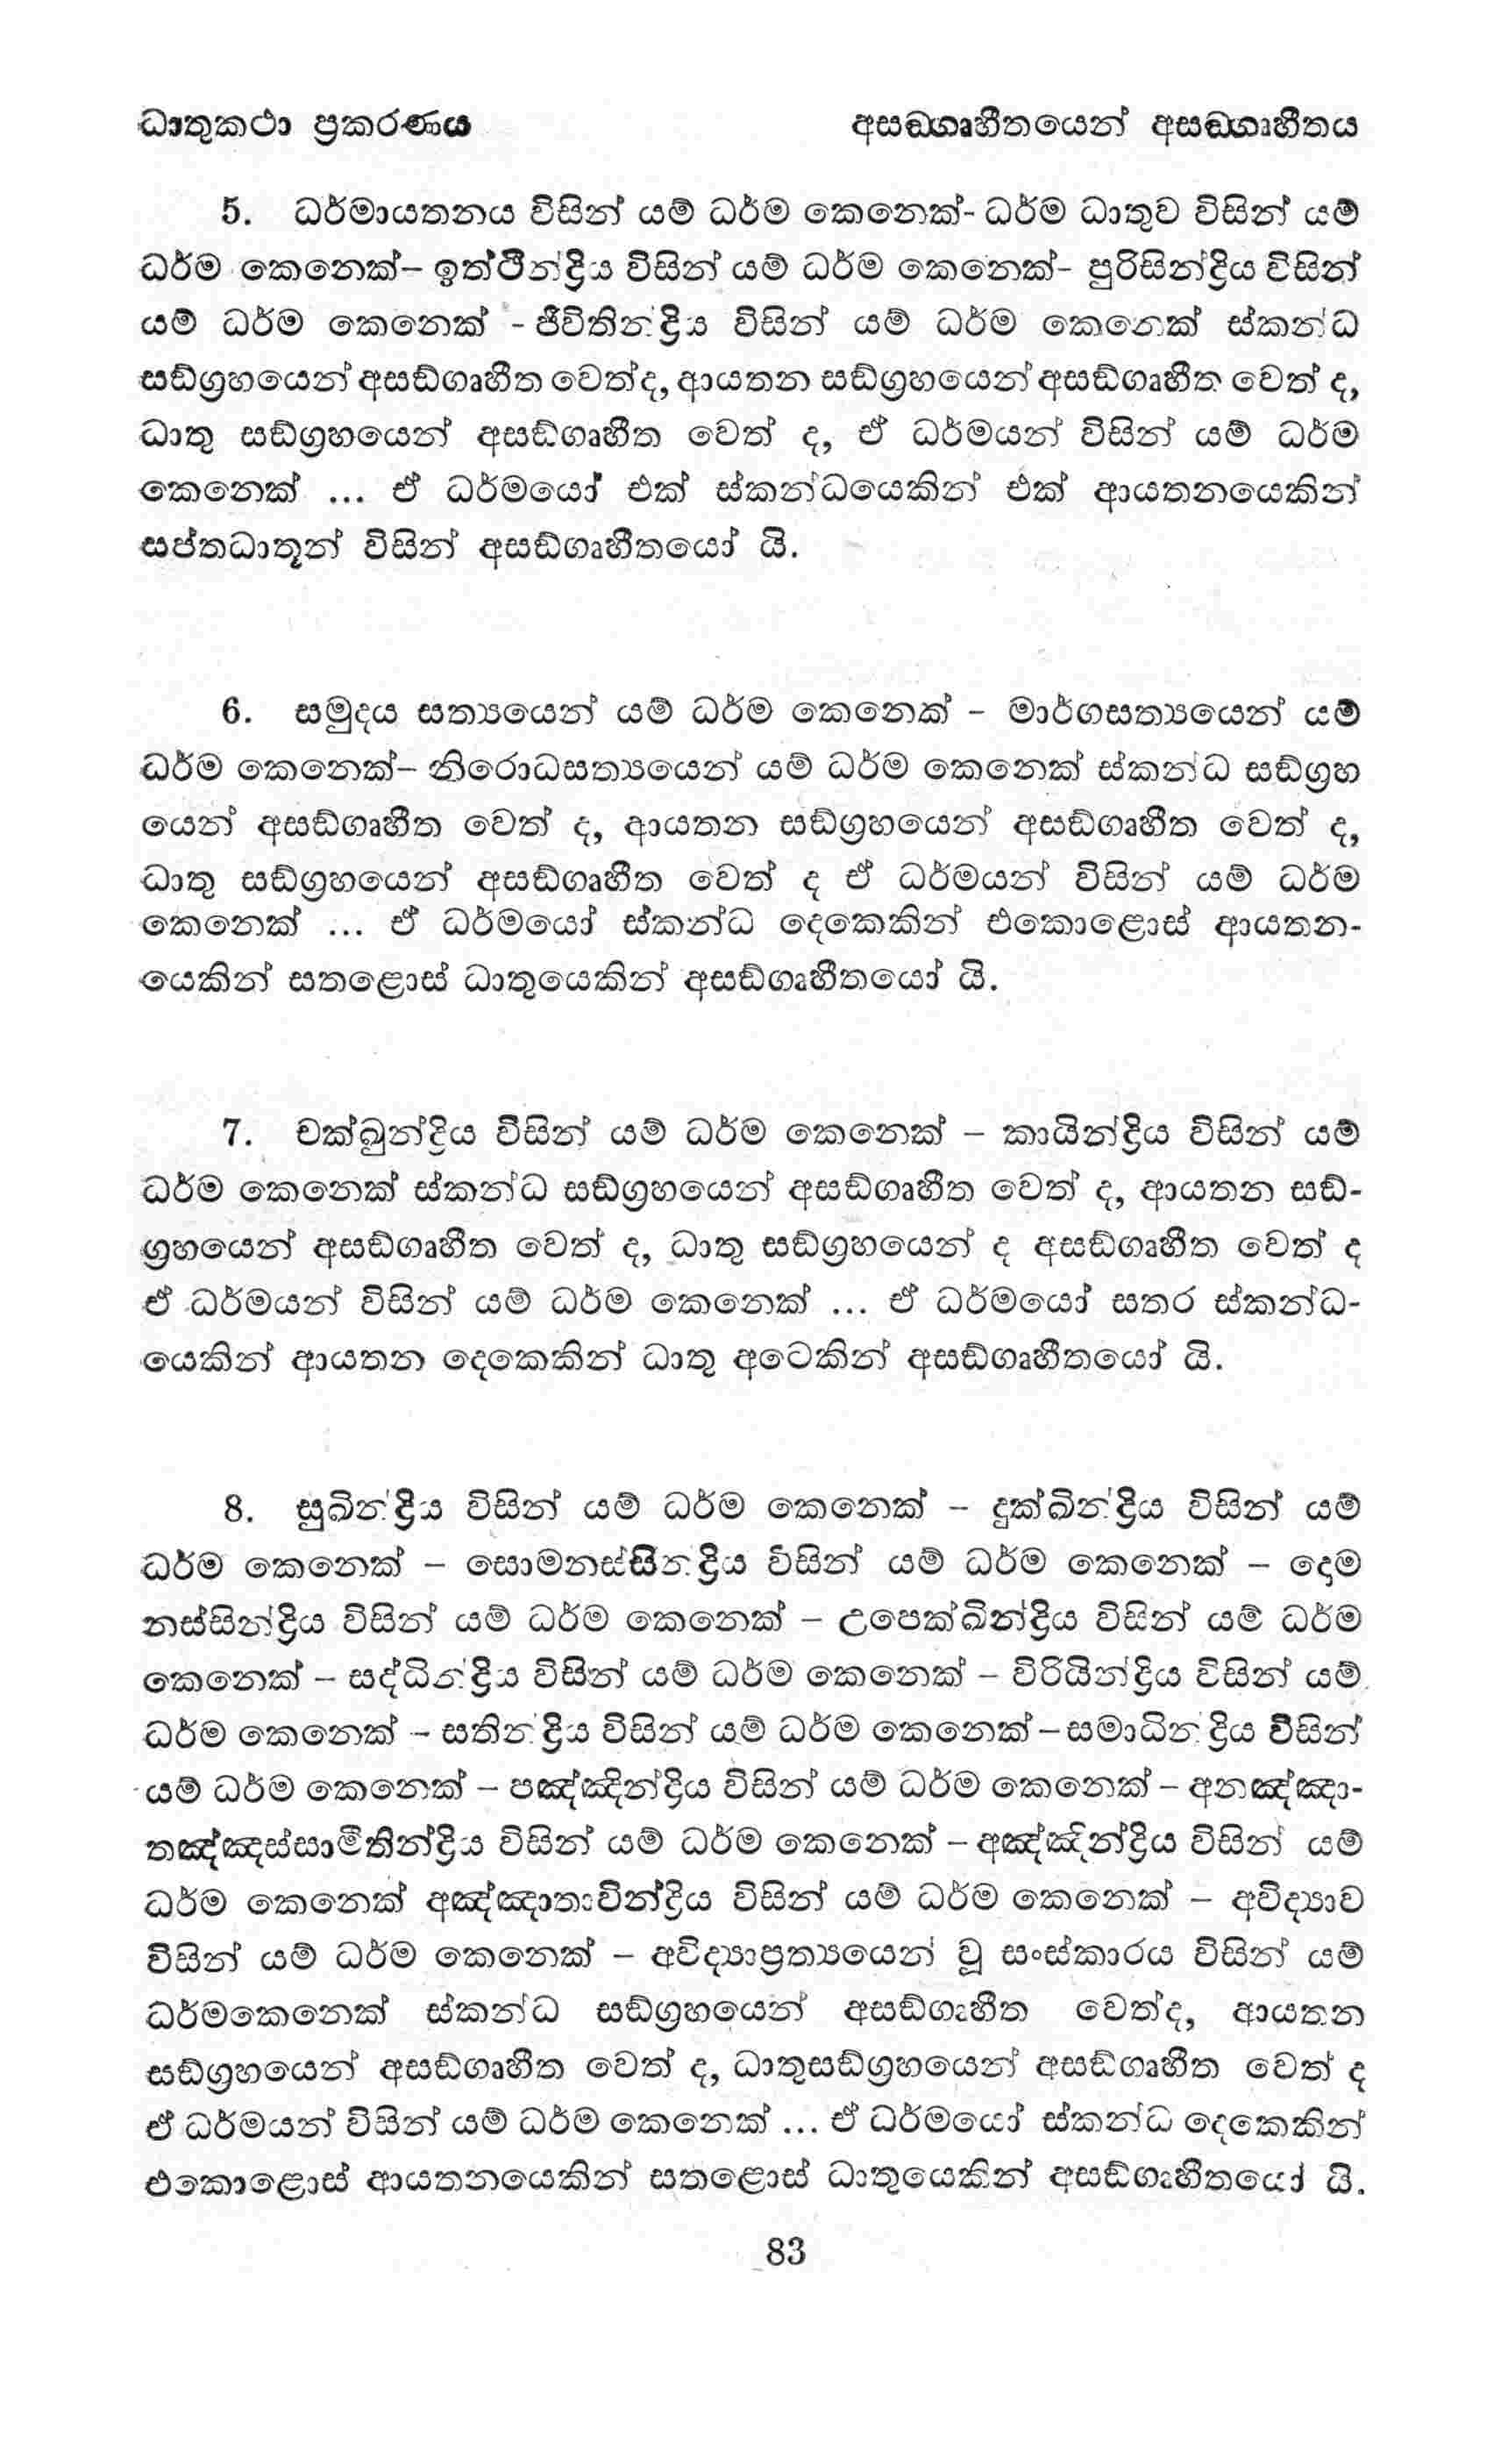 ධාතුකථා ප්‍රකරණය
අසඞ්ගෘහීතයෙන් අසඞ්ගෘහීතය
5. ධර්මායතනය විසින් යම් ධර්ම කෙනෙක්- ධර්ම ධාතුව විසින් යම්
ධර්ම කෙනෙක්– ඉත්ථින්ද්‍රිය විසින් යම් ධර්ම කෙනෙක්- පුරිසින්ද්‍රිය විසින්
යම් ධර්ම කෙනෙක් - ජීවිතින්ද්‍රිය විසින් යම් ධර්ම කෙනෙක් ස්කන්ධ
සඞ්ග්‍රහයෙන් අසඞ්ගෘහීත වෙත්ද, ආයතන සඞ්ග්‍රහයෙන් අසඞ්ගෘහීත වෙත් ද,
ධාතු සඞ්ග්‍රහයෙන් අසඞ්ගෘහීත වෙත් ද, ඒ ධර්මයන් විසින් යම් ධර්ම
කෙනෙක් ... ඒ ධර්මයෝ එක් ස්කන්ධයෙකින් එක් ආයතනයෙකින්
සප්තධාතූන් විසින් අසඞ්ගෘහීතයෝ යි.
6. සමුදය සත්‍යයෙන් යම් ධර්ම කෙනෙක් – මාර්ගසත්‍යයෙන් යම්
ධර්ම කෙනෙක්– නිරොධසත්‍යයෙන් යම් ධර්ම කෙනෙක් ස්කන්ධ සඞ්ග්‍රහ
යෙන් අසඞ්ගෘහීත වෙත් ද, ආයතන සඞ්ග්‍රහයෙන් අසඞ්ගෘහීත වෙත් ද,
ධාතු සඞ්ග්‍රහයෙන් අසඞ්ගෘහීත වෙත් ද ඒ ධර්මයන් විසින් යම් ධර්ම
කෙනෙක් ... ඒ ධර්මයෝ ස්කන්ධ දෙකෙකින් එකොළොස් ආයතන-
යෙකින් සතළොස් ධාතුයෙකින් අසඞ්ගෘහීතයෝ යි.
7. චක්ඛුන්ද්‍රිය විසින් යම් ධර්ම කෙනෙක් – කායින්ද්‍රිය විසින් යම්
ධර්ම කෙනෙක් ස්කන්ධ සඞ්ග්‍රහයෙන් අසඞ්ගෘහීත වෙත් ද, ආයතන සඞ්-
ග්‍රහයෙන් අසඞ්ගෘහීත වෙත් ද, ධාතු සඞ්ග්‍රහයෙන් ද අසඞ්ගෘහීත වෙත් ද
ඒ ධර්මයන් විසින් යම් ධර්ම කෙනෙක් ... ඒ ධර්මයෝ සතර ස්කන්ධ-
යෙකින් ආයතන දෙකෙකින් ධාතු අටෙකින් අසඞ්ගෘහීතයෝ යි.
8. සුඛින්ද්‍රිය විසින් යම් ධර්ම කෙනෙක් – දුක්ඛින්ද්‍රිය විසින් යම්
ධර්ම කෙනෙක් – සොමනස්සින්ද්‍රිය විසින් යම් ධර්ම කෙනෙක් – දොම
නස්සින්ද්‍රිය විසින් යම් ධර්ම කෙනෙක් – උපෙක්ඛින්ද්‍රිය විසින් යම් ධර්ම
කෙනෙක් – සද්ධින්ද්‍රිය විසින් යම් ධර්ම කෙනෙක් – විරියින්ද්‍රිය විසින් යම්
ධර්ම කෙනෙක් – සතින්ද්‍රිය විසින් යම් ධර්ම කෙනෙක් – සමාධින්ද්‍රිය විසින්
යම් ධර්ම කෙනෙක් – පඤ්ඤින්ද්‍රිය විසින් යම් ධර්ම කෙනෙක් – අනඤ්ඤා-
තඤ්ඤස්සාමීතින්ද්‍රිය විසින් යම් ධර්ම කෙනෙක් – අඤ්ඤින්ද්‍රිය විසින් යම්
ධර්ම කෙනෙක් අඤ්ඤාතාවින්ද්‍රිය විසින් යම් ධර්ම කෙනෙක් – අවිද්‍යාව
විසින් යම් ධර්ම කෙනෙක් – අවිද්‍යාප්‍රත්‍යයෙන් වූ සංස්කාරය විසින් යම්
ධර්මකෙනෙක් ස්කන්ධ සඞ්ග්‍රහයෙන් අසඞ්ගෘහීත වෙත්ද, ආයතන
සඞ්ග්‍රහයෙන් අසඞ්ගෘහීත වෙත් ද, ධාතුසඞ්ග්‍රහයෙන් අසඞ්ගෘහීත වෙත් ද
ඒ ධර්මයන් විසින් යම් ධර්ම කෙනෙක් ... ඒ ධර්මයෝ ස්කන්ධ දෙකෙකින්
එකොළොස් ආයතනයෙකින් සතළොස් ධාතුයෙකින් අසඞ්ගෘහීතයෝ යි.
83